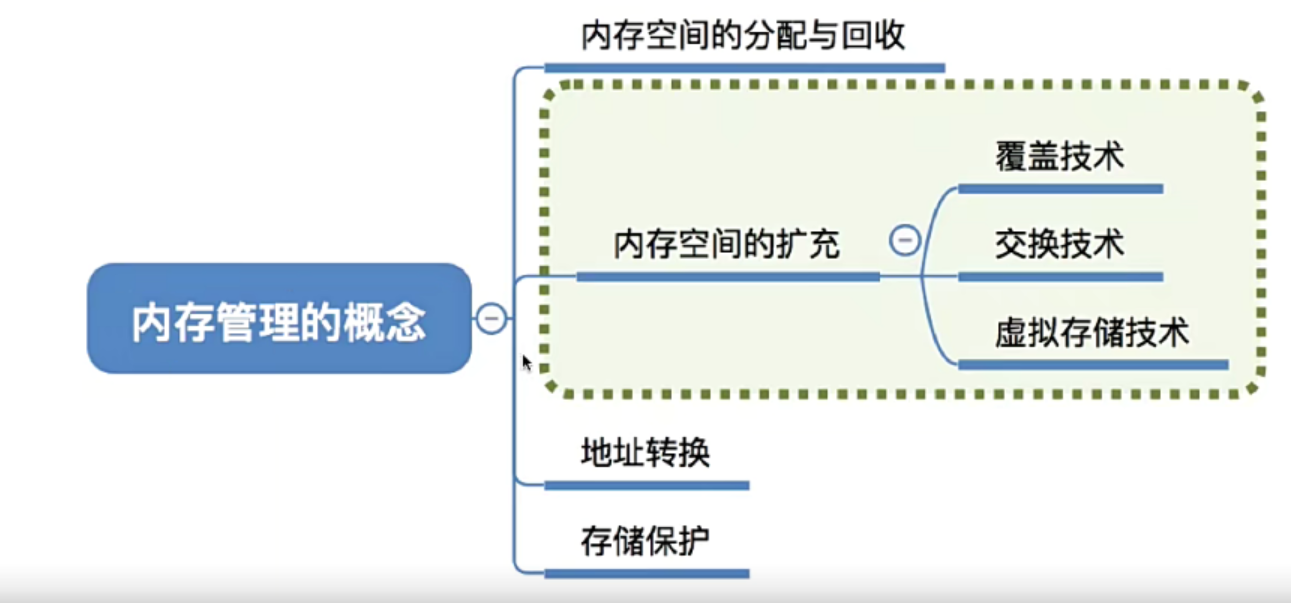 内存空间的分配与回收
覆盖技术
内存空间的扩充
交换技术
虚拟存储技术
内存管理的概念
地址转换
存储保护